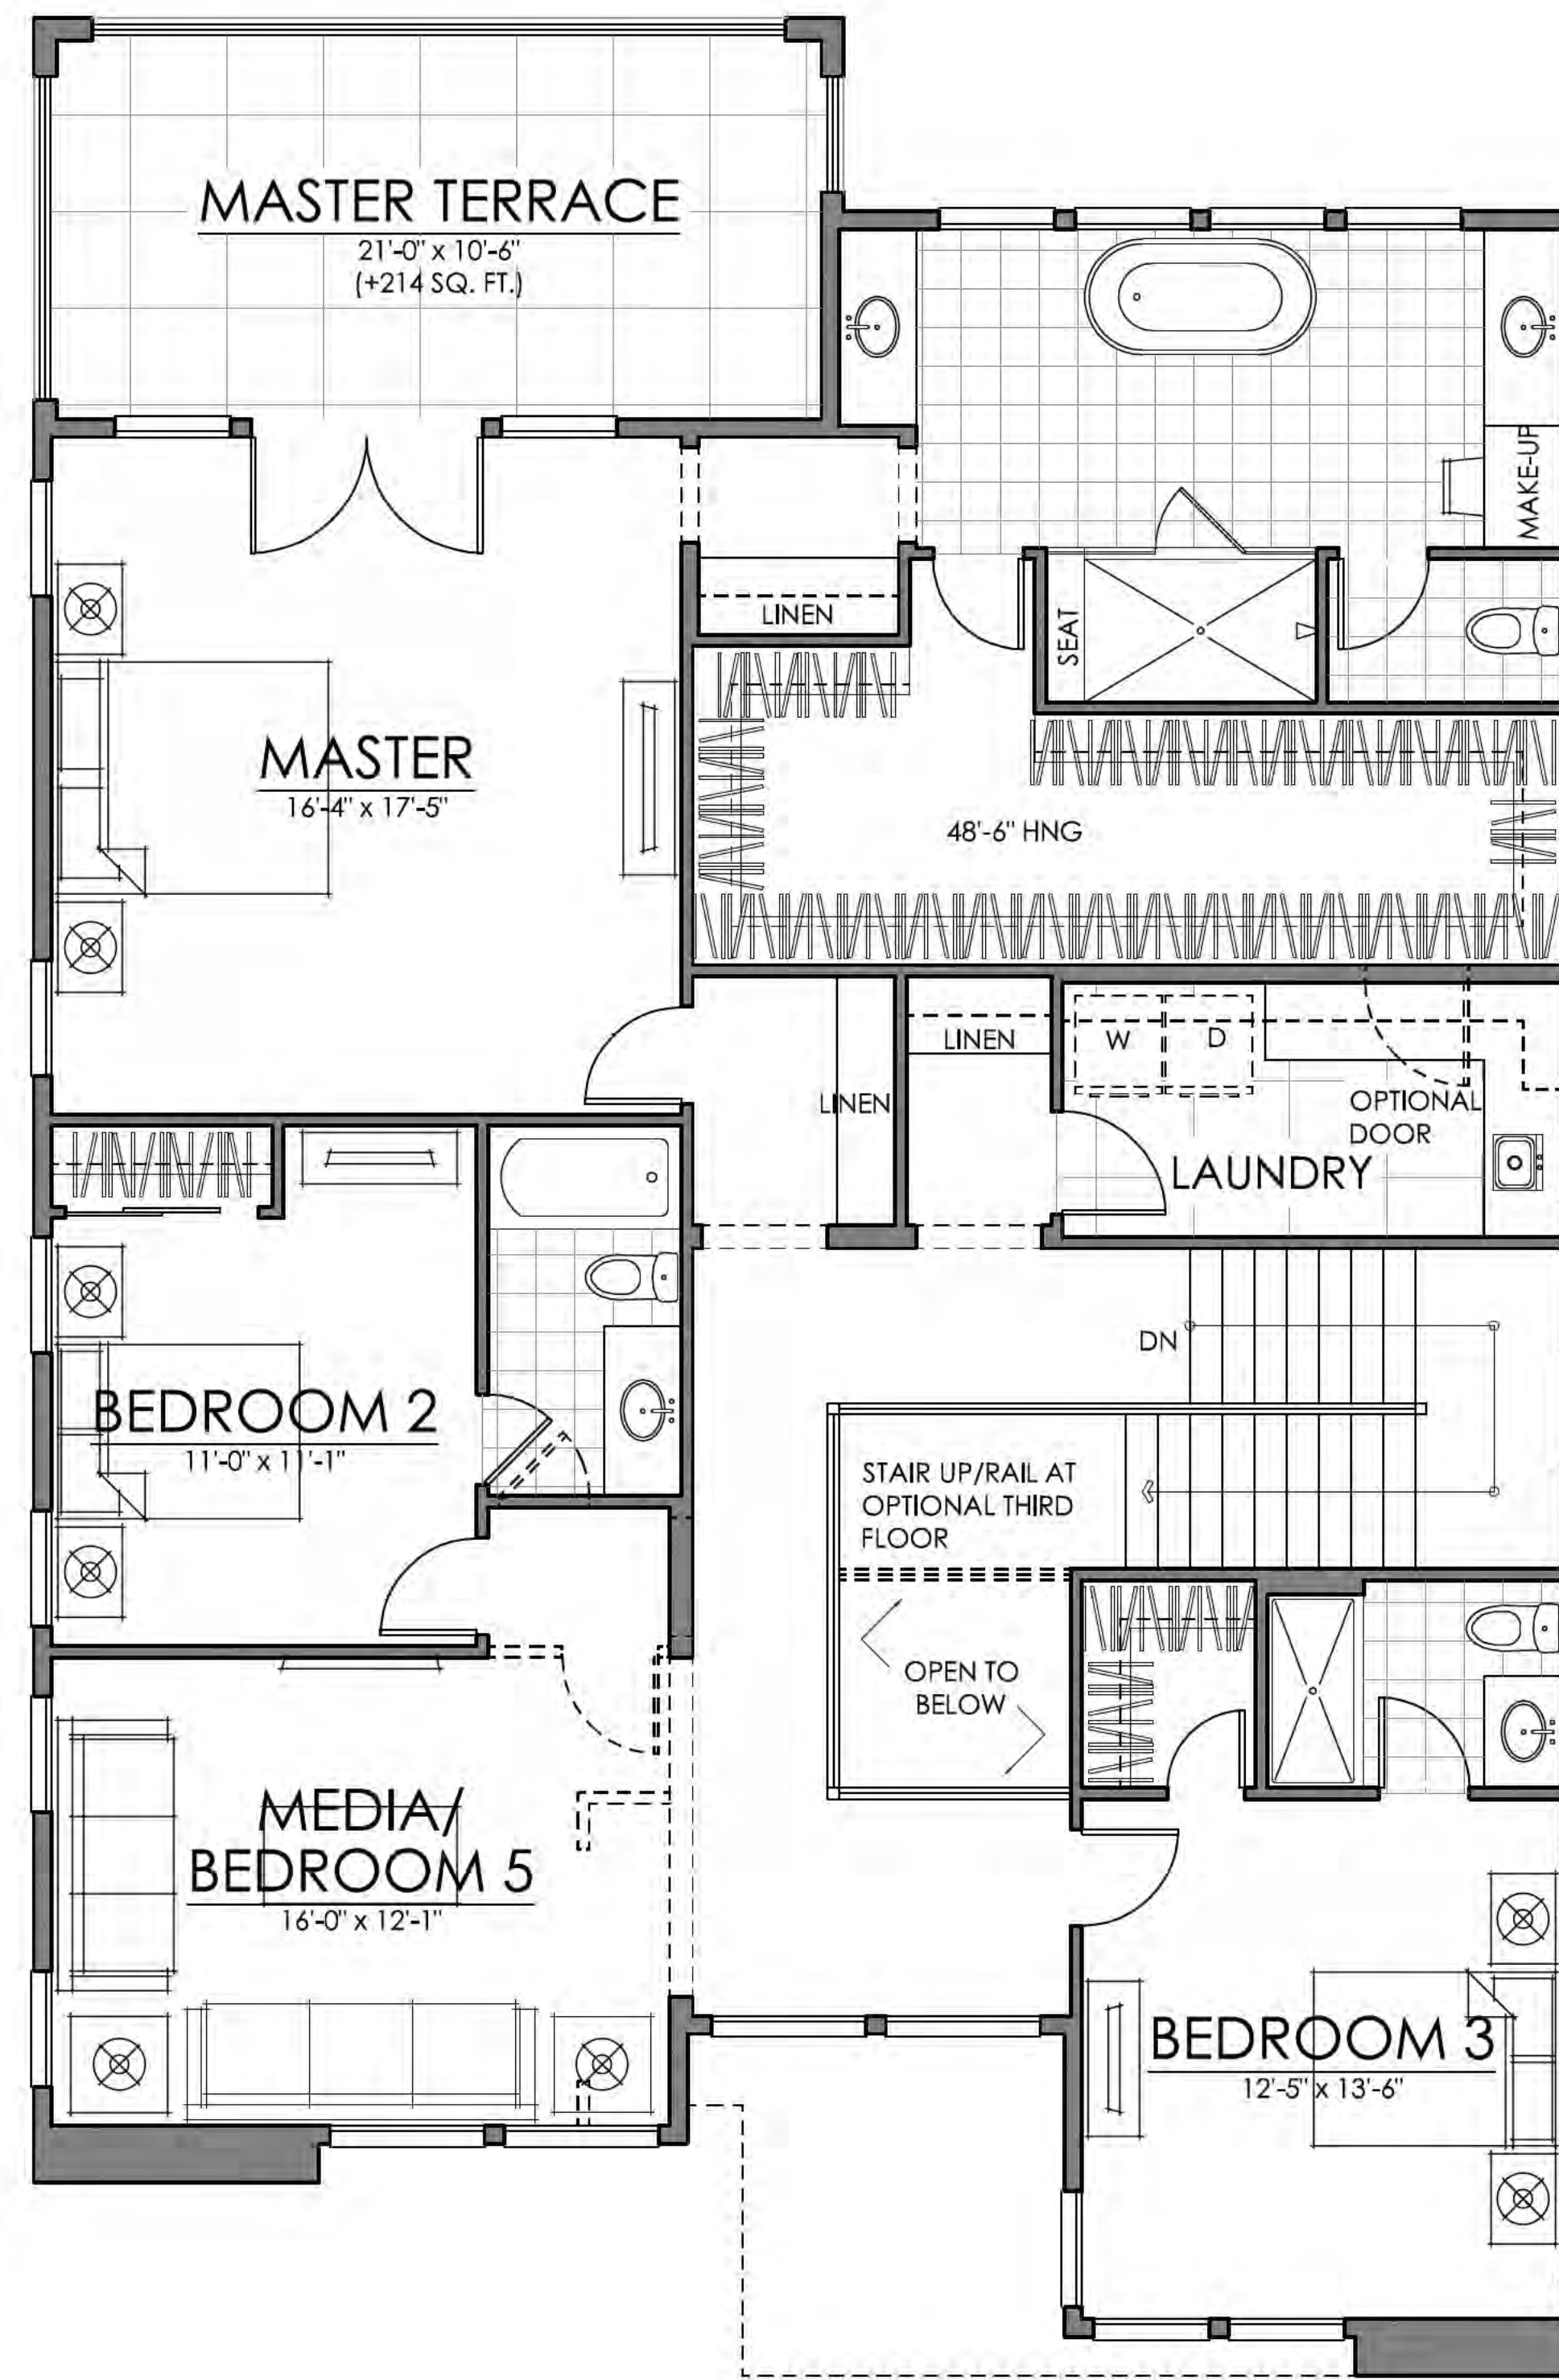 MASTER TERRACE
21'-0" x 10'-6"
(+214 SQ. FT.)
MAKE-UP
LINEN
SEAT
MASTER
16'-4" x 17'-5"
48'-6" HNG
LINEN
LINEN
W
D
OPTIONAL
DOOR
LAUNDRY
DN
BEDROOM 2
11'-0" x 11'-1"
STAIR UP/RAIL AT
OPTIONAL THIRD
FLOOR
OPEN TO
BELOW
MEDIA/
BEDROOM 5
16'-0" x 12'-1"
BEDROOM 3
12'-5" x 13'-6"